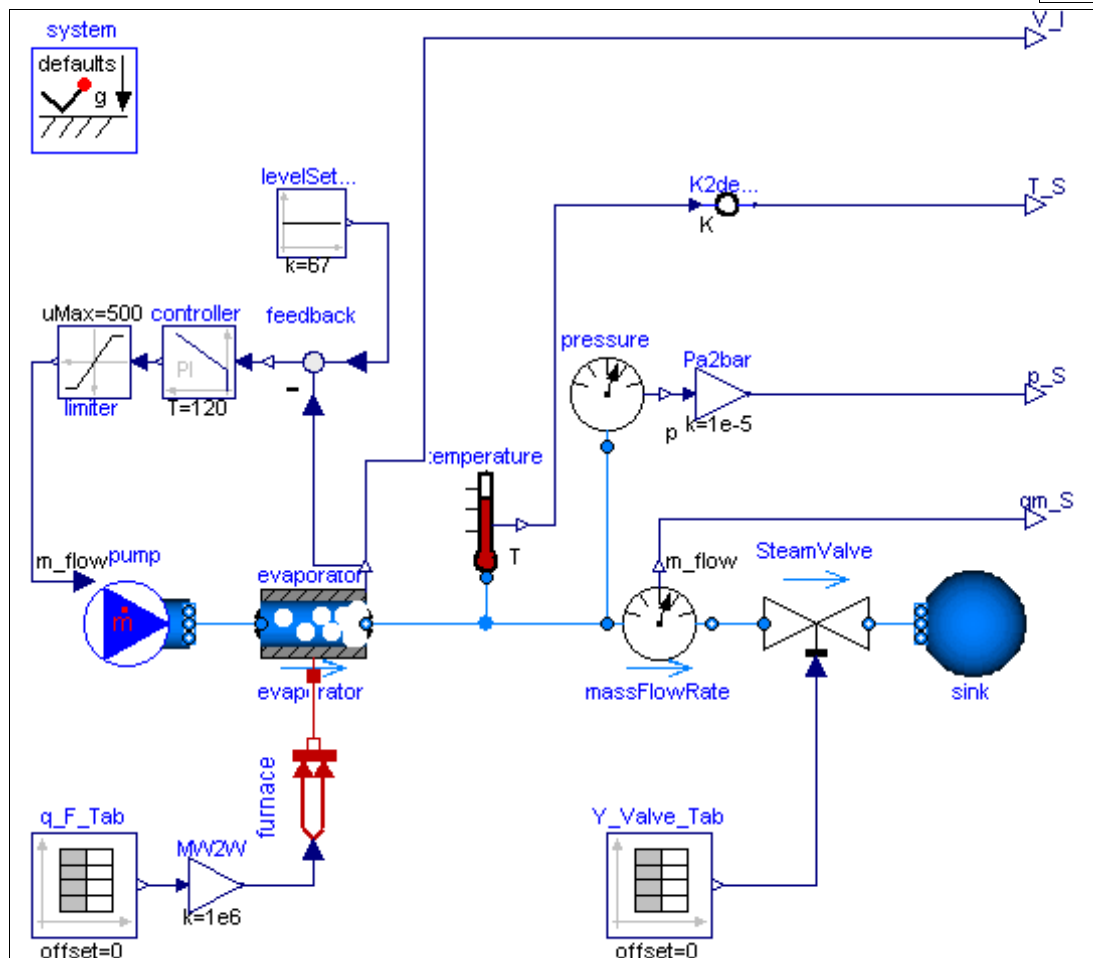 system
defaults
g
V_l
levelSet...
k=67
K2de...
K
T_S
uMax=500
controller
feedback
PI
limiter
T=120
pressure
Pa2bar
p
k=1e-5
p_S
temperature
T
qm_S
m_flow
pump
m
evaporator
evaporator
m_flow
massFlowRate
SteamValve
sink
furnace
q_F_Tab
MW2W
k=1e6
offset=0
Y_Valve_Tab
offset=0